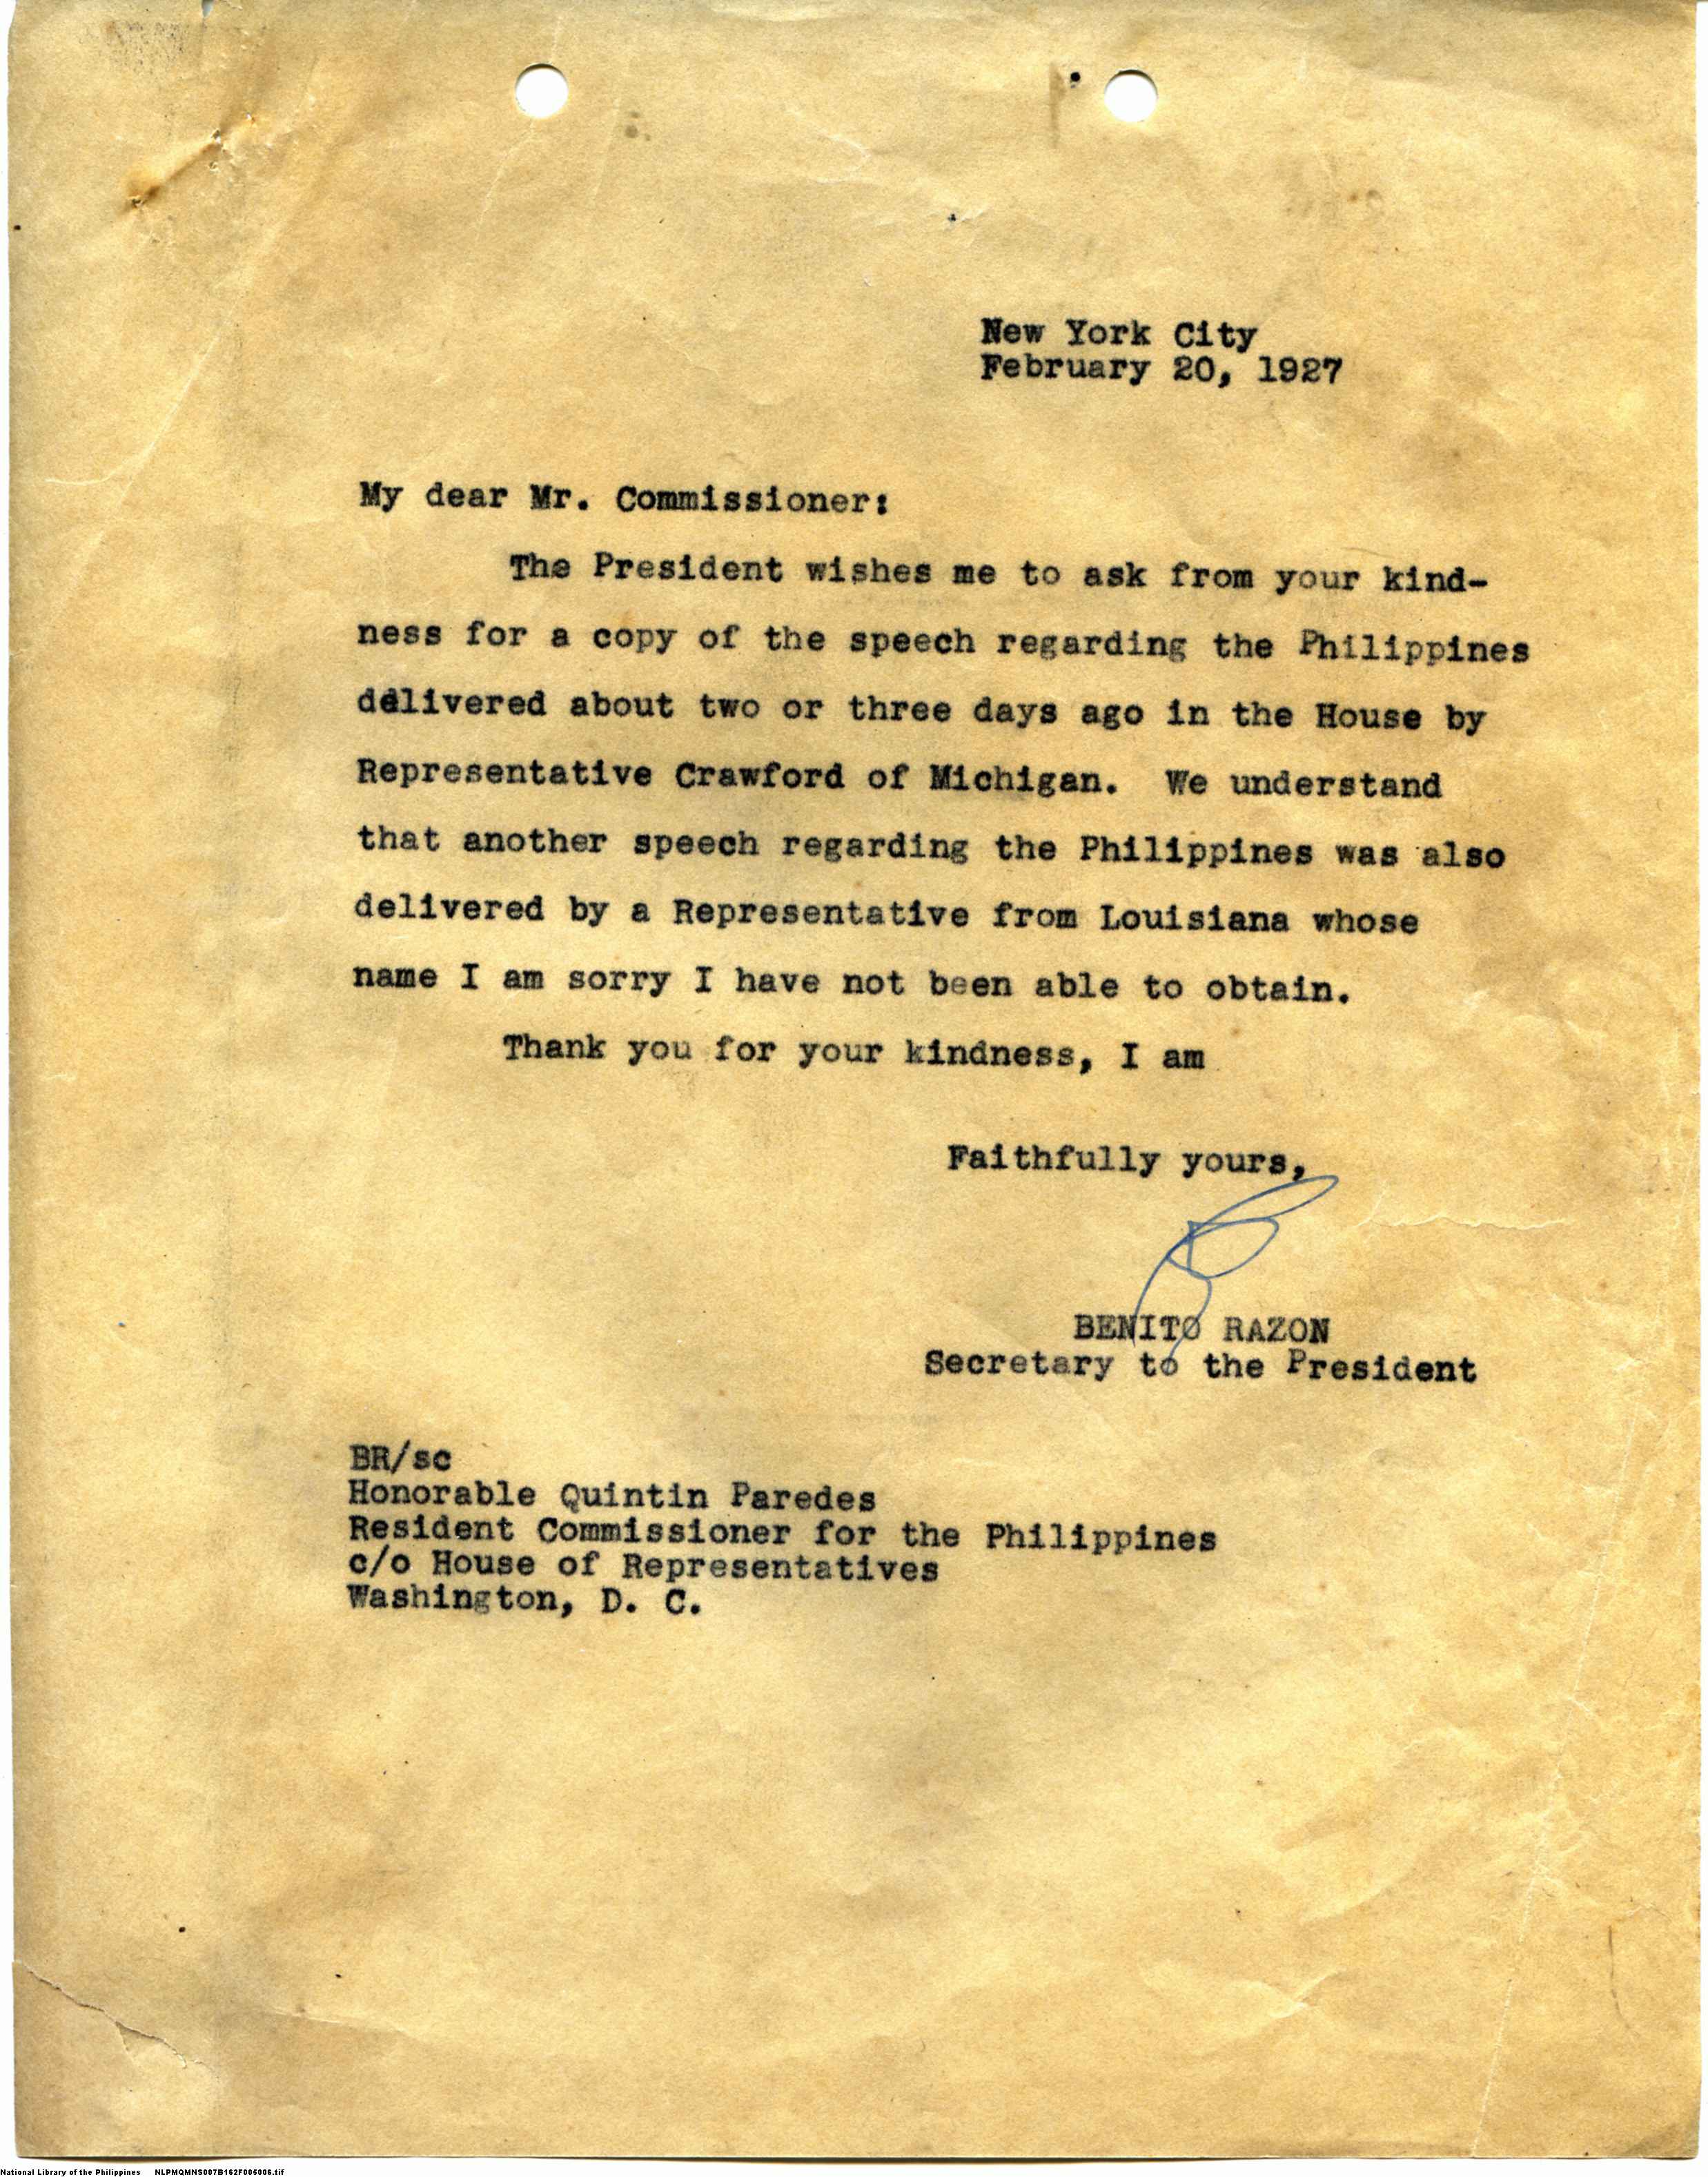 New York City
February 20, 1927
My dear Mr. Commissioner:
The President wishes me to ask from your kind-
ness for a copy of the speech regarding the Philippines
delivered about two or three days ago in the House by
Representative Crawford of Michigan. We understand
that another speech regarding the Philippines was also
delivered by a Representative from Louisiana whose
name I am sorry I have not been able to obtain.
Thank you for your kindness, I am
Faithfully yours,
BENITO RAZON
Secretary to the President
BR/sc
Honorable Quintin Paredes
Resident Commissioner for the Philippines
c/o House of Representatives
Washington, D. C.
National Library of the Philippines NLPMQMNS007B162F005006.tif